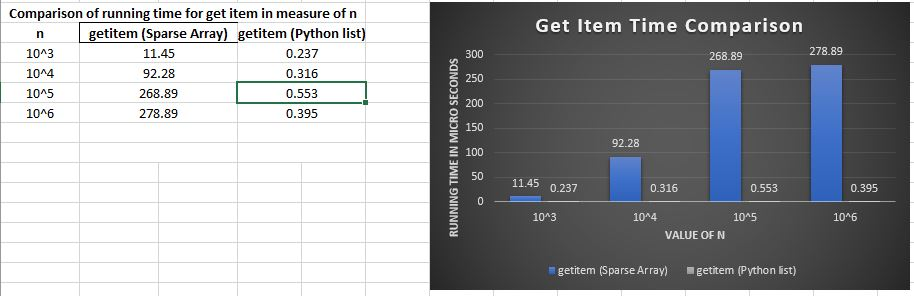 Comparison of running time for get item in measure of n
n getitem (Sparse Array) getitem (Python list)
10^3 11.45 0.237
10^4 92.28 0.316
10^5 268.89 0.553
10^6 278.89 0.395
Get Item Time Comparison
RUNNING TIME IN MICRO SECONDS
300
250
200
150
100
50
0
11.45 0.237
92.28 0.316
268.89 0.553
278.89 0.395
10^3 10^4 10^5 10^6
VALUE OF N
getitem (Sparse Array) getitem (Python list)